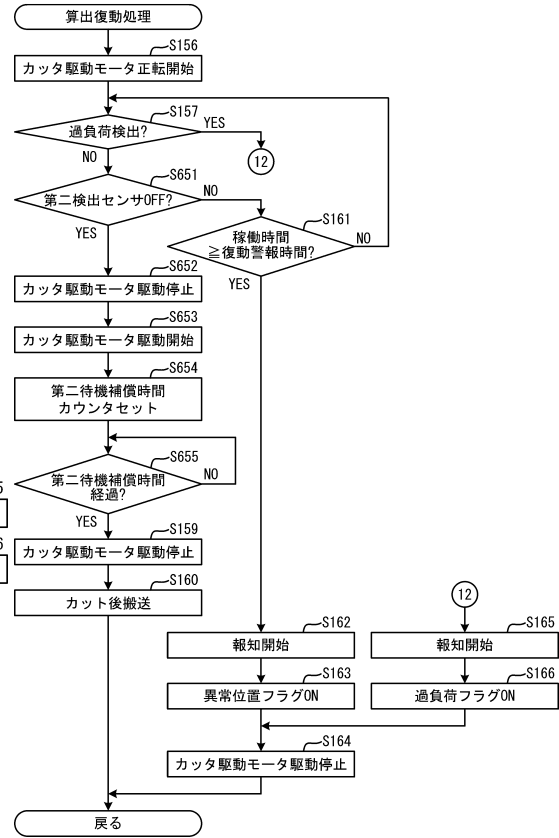 算出復動処理
S156
カッタ駆動モータ正転開始
S157
過負荷検出?
YES
NO
12
S651
第二検出センサOFF?
NO
YES
S161
稼働時間
≧復動警報時間?
NO
YES
S652
カッタ駆動モータ駆動停止
S653
カッタ駆動モータ駆動開始
S654
第二待機補償時間
カウンタセット
S655
第二待機補償時間
経過?
NO
YES
5
S159
カッタ駆動モータ駆動停止
6
S160
カット後搬送
12
S162
報知開始
S165
報知開始
S163
異常位置フラグON
S166
過負荷フラグON
S164
カッタ駆動モータ駆動停止
戻る